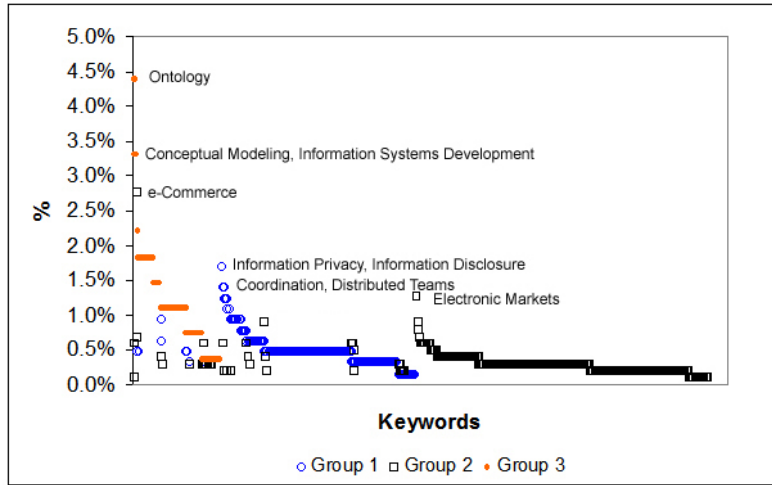 5.0%
4.5%
Ontology
4.0%
3.5%
Conceptual Modeling, Information Systems Development
3.0%
e-Commerce
2.5%
%
2.0%
Information Privacy, Information Disclosure
1.5%
Coordination, Distributed Teams
Electronic Markets
1.0%
0.5%
0.0%
Keywords
Group 1
Group 2
Group 3